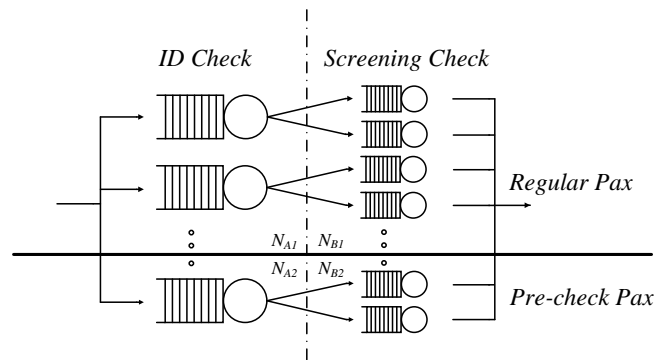 ID Check
Screening Check
Regular Pax
N_A1
N_B1
N_A2
N_B2
Pre-check Pax